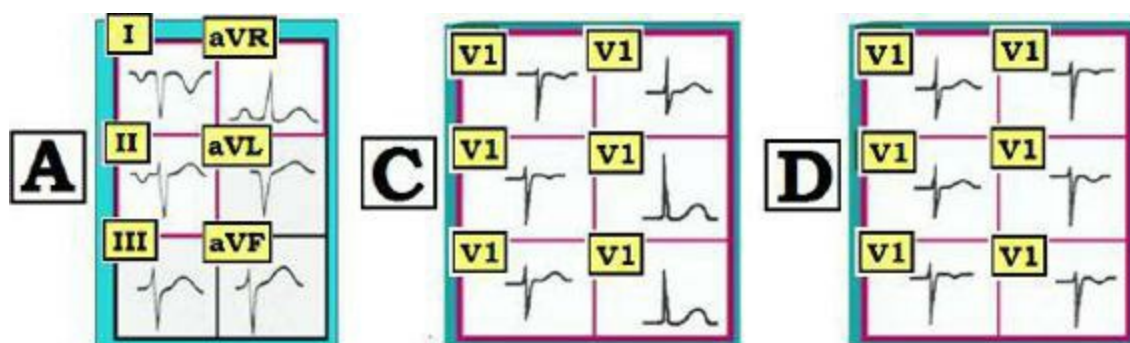 A
I aVR
II aVL
III aVF
C
V1 V1
V1 V1
V1 V1
D
V1 V1
V1 V1
V1 V1